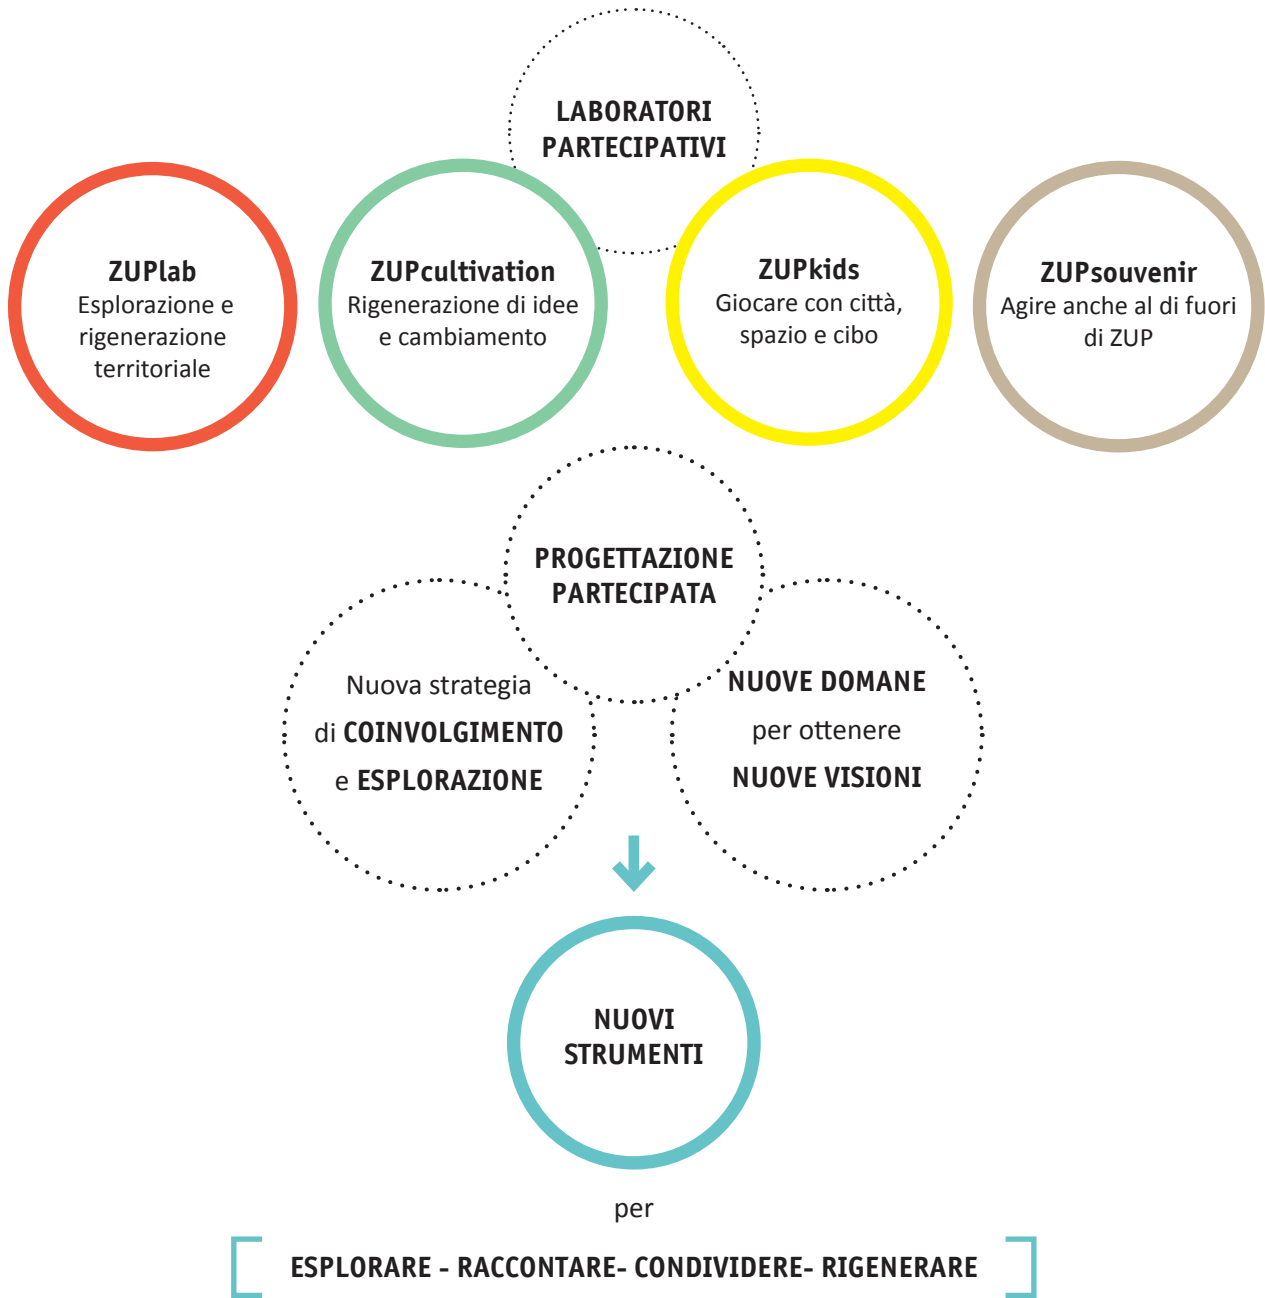 LABORATORI
PARTECIPATIVI
ZUPlab
Esplorazione e
rigenerazione
territoriale
ZUPcultivation
Rigenerazione di idee
e cambiamento
ZUPkids
Giocare con città,
spazio e cibo
ZUPsouvenir
Agire anche al di fuori
di ZUP
PROGETTAZIONE
PARTECIPATA
Nuova strategia
di COINVOLGIMENTO
e ESPLORAZIONE
NUOVE DOMANE
per ottenere
NUOVE VISIONI
NUOVI
STRUMENTI
per
ESPLORARE - RACCONTARE- CONDIVIDERE- RIGENERARE